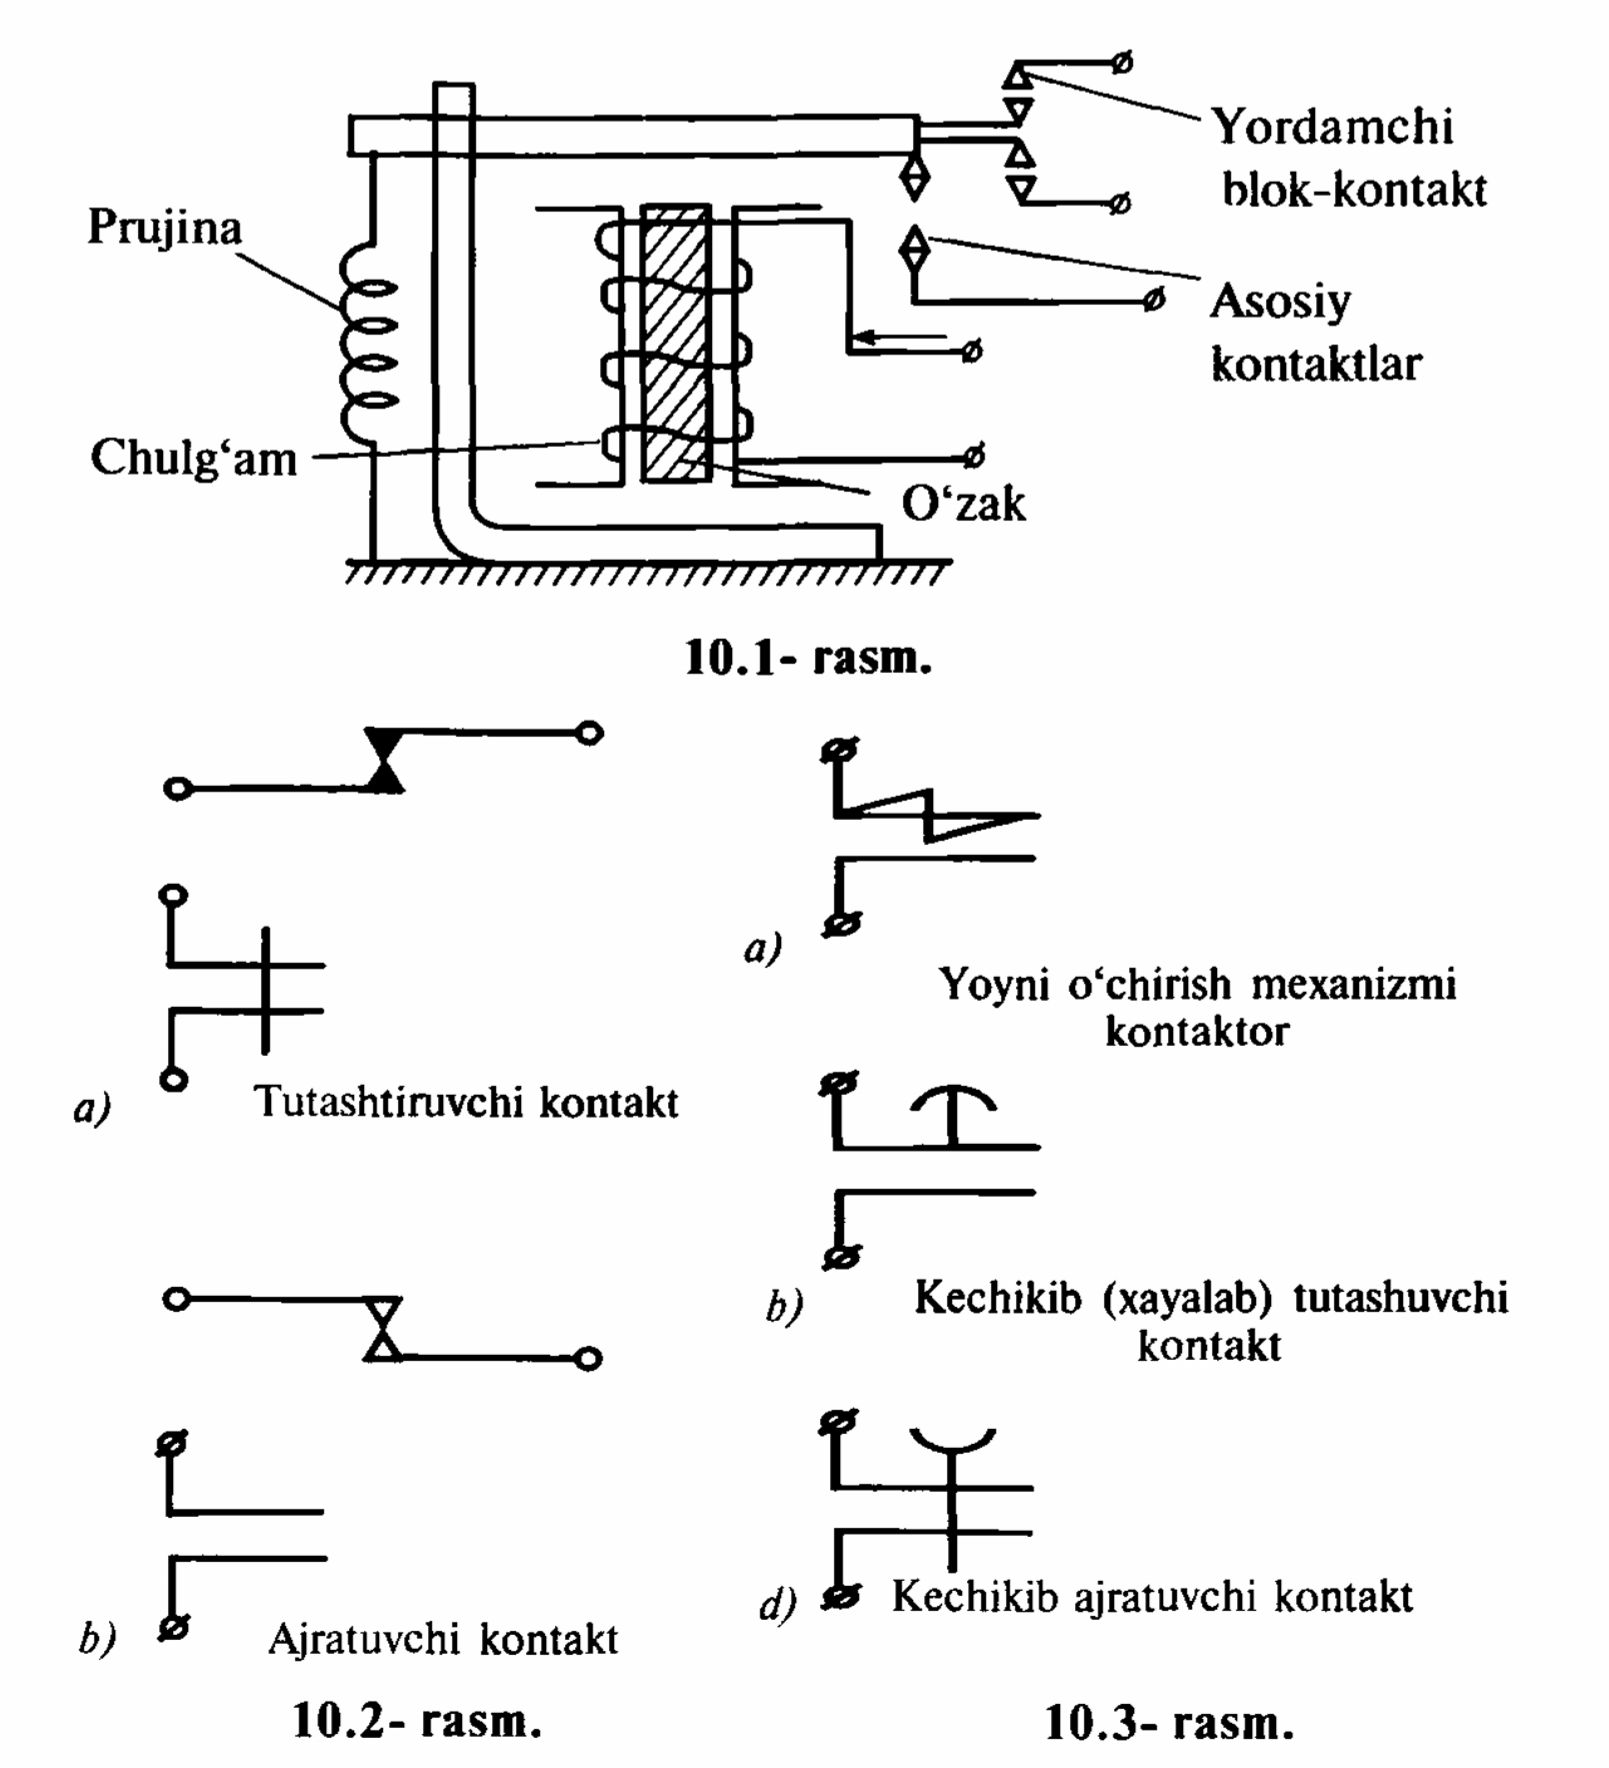 Yordamchi
blok-kontakt
Prujina
Asosiy
kontaktlar
Chulg‘am
O‘zak
10.1- rasm.
a)
Tutashtiruvchi kontakt
b)
Ajratuvchi kontakt
10.2- rasm.
a)
Yoyni o‘chirish mexanizmi
kontaktor
b)
Kechikib (xayalab) tutashuvchi
kontakt
d)
Kechikib ajratuvchi kontakt
10.3- rasm.